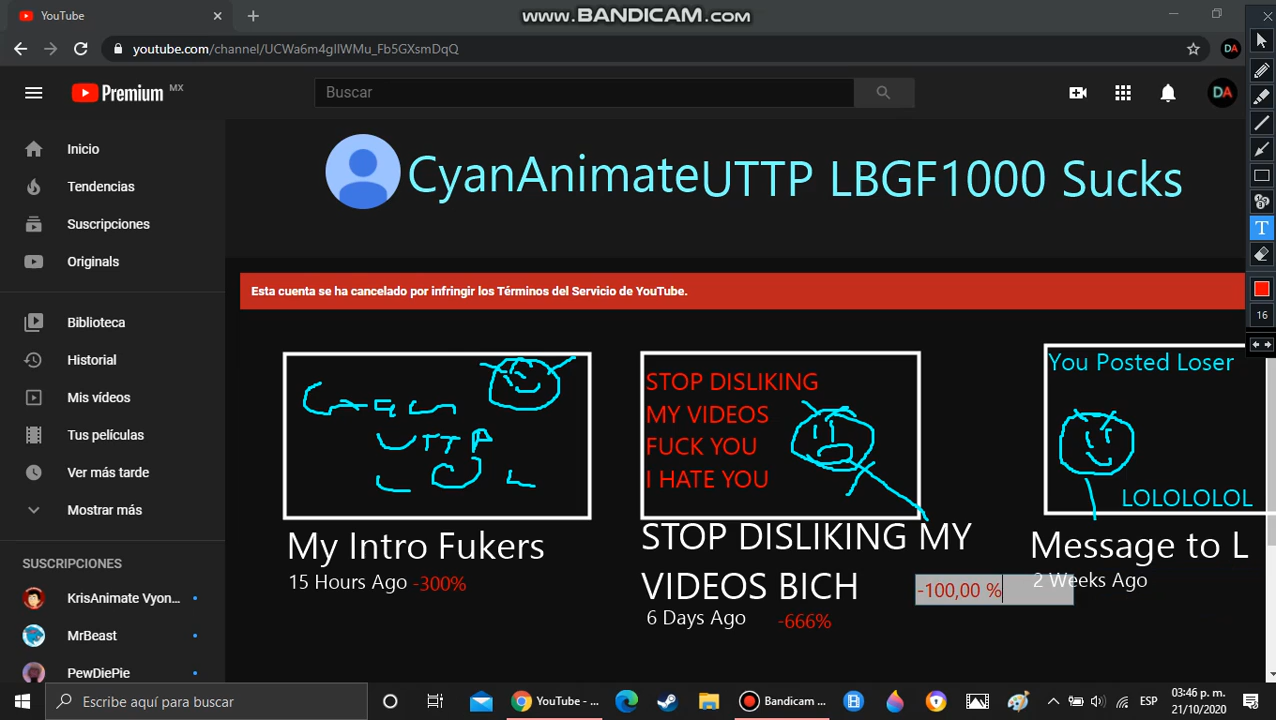 www.BANDICAM.com
YouTube
youtube.com/channel/UCWa6m4gIIWMu_Fb5GXsmDqQ
DA
Premium MX
Buscar
DA
Inicio
Tendencias
Suscripciones
Originals
Biblioteca
Historial
Mis vídeos
Tus películas
Ver más tarde
Mostrar más
SUSCRIPCIONES
KrisAnimate Vyon...
MrBeast
PewDiePie
CyanAnimateUTTP LBGF1000 Sucks
Esta cuenta se ha cancelado por infringir los Términos del Servicio de YouTube.
UTTP
LOL
My Intro Fukers
15 Hours Ago -300%
STOP DISLIKING
MY VIDEOS
FUCK YOU
I HATE YOU
STOP DISLIKING MY
VIDEOS BICH
6 Days Ago -666%
You Posted Loser
LOLOLOLOL
Message to L
2 Weeks Ago
-100,00 %
T
16
Escribe aquí para buscar
YouTube - ...
Bandicam ...
ESP
03:46 p. m.
21/10/2020